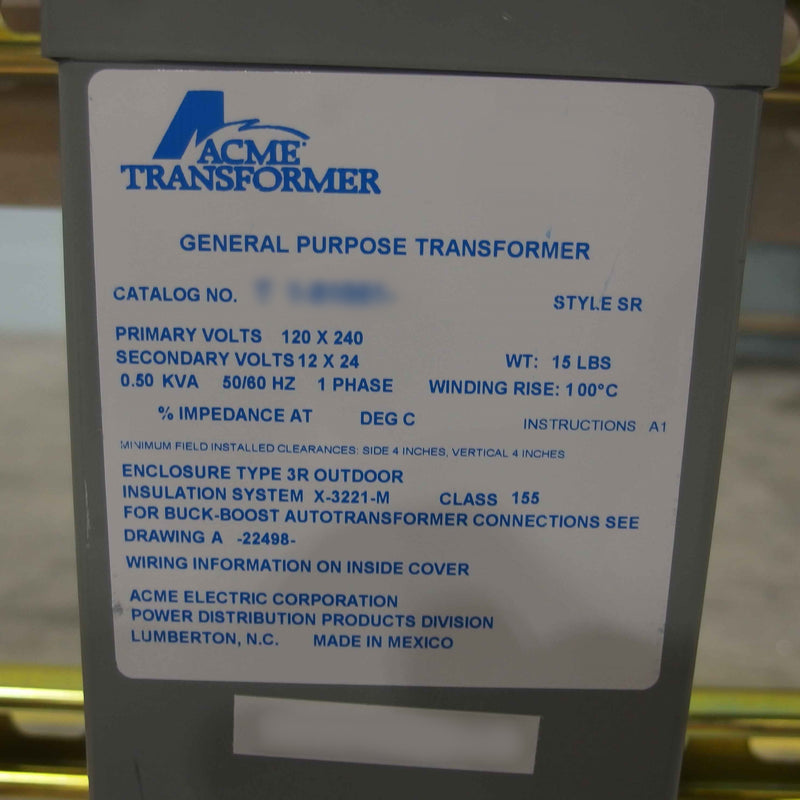 ACME
TRANSFORMER
GENERAL PURPOSE TRANSFORMER
CATALOG NO.
STYLE SR
PRIMARY VOLTS 120 X 240
SECONDARY VOLTS 12 X 24 WT: 15 LBS
0.50 KVA 50/60 HZ 1 PHASE WINDING RISE: 100°C
% IMPEDANCE AT DEG C INSTRUCTIONS A1
MINIMUM FIELD INSTALLED CLEARANCES: SIDE 4 INCHES, VERTICAL 4 INCHES
ENCLOSURE TYPE 3R OUTDOOR
INSULATION SYSTEM X-3221-M CLASS 155
FOR BUCK-BOOST AUTOTRANSFORMER CONNECTIONS SEE
DRAWING A -22498-
WIRING INFORMATION ON INSIDE COVER
ACME ELECTRIC CORPORATION
POWER DISTRIBUTION PRODUCTS DIVISION
LUMBERTON, N.C. MADE IN MEXICO